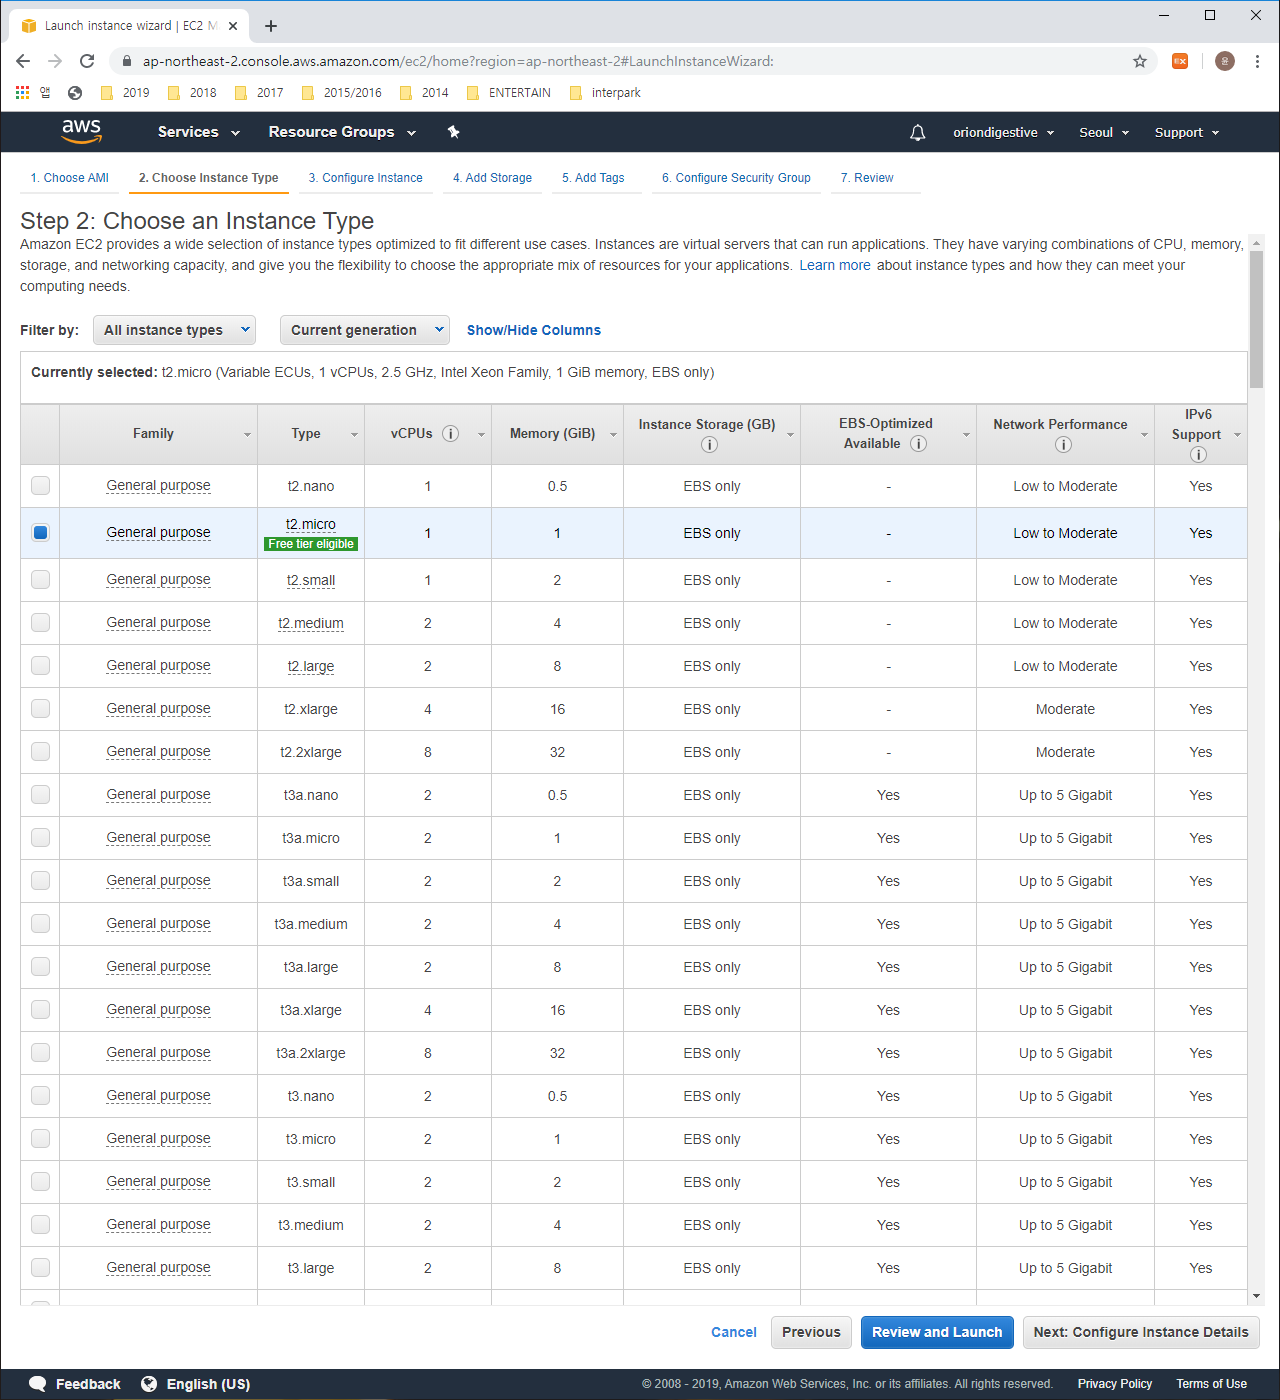 Launch instance wizard | EC2 M
ap-northeast-2.console.aws.amazon.com/ec2/home?region=ap-northeast-2#LaunchInstanceWizard:
앱 2019 2018 2017 2015/2016 2014 ENTERTAIN interpark
aws Services Resource Groups oriondigestive Seoul Support
1. Choose AMI 2. Choose Instance Type 3. Configure Instance 4. Add Storage 5. Add Tags 6. Configure Security Group 7. Review
Step 2: Choose an Instance Type
Amazon EC2 provides a wide selection of instance types optimized to fit different use cases. Instances are virtual servers that can run applications. They have varying combinations of CPU, memory,
storage, and networking capacity, and give you the flexibility to choose the appropriate mix of resources for your applications. Learn more about instance types and how they can meet your
computing needs.
Filter by: All instance types Current generation Show/Hide Columns
Currently selected: t2.micro (Variable ECUs, 1 vCPUs, 2.5 GHz, Intel Xeon Family, 1 GiB memory, EBS only)
Family Type vCPUs Memory (GiB) Instance Storage (GB) EBS-Optimized Available Network Performance IPv6 Support
General purpose t2.nano 1 0.5 EBS only - Low to Moderate Yes
General purpose t2.micro Free tier eligible 1 1 EBS only - Low to Moderate Yes
General purpose t2.small 1 2 EBS only - Low to Moderate Yes
General purpose t2.medium 2 4 EBS only - Low to Moderate Yes
General purpose t2.large 2 8 EBS only - Low to Moderate Yes
General purpose t2.xlarge 4 16 EBS only - Moderate Yes
General purpose t2.2xlarge 8 32 EBS only - Moderate Yes
General purpose t3a.nano 2 0.5 EBS only Yes Up to 5 Gigabit Yes
General purpose t3a.micro 2 1 EBS only Yes Up to 5 Gigabit Yes
General purpose t3a.small 2 2 EBS only Yes Up to 5 Gigabit Yes
General purpose t3a.medium 2 4 EBS only Yes Up to 5 Gigabit Yes
General purpose t3a.large 2 8 EBS only Yes Up to 5 Gigabit Yes
General purpose t3a.xlarge 4 16 EBS only Yes Up to 5 Gigabit Yes
General purpose t3a.2xlarge 8 32 EBS only Yes Up to 5 Gigabit Yes
General purpose t3.nano 2 0.5 EBS only Yes Up to 5 Gigabit Yes
General purpose t3.micro 2 1 EBS only Yes Up to 5 Gigabit Yes
General purpose t3.small 2 2 EBS only Yes Up to 5 Gigabit Yes
General purpose t3.medium 2 4 EBS only Yes Up to 5 Gigabit Yes
General purpose t3.large 2 8 EBS only Yes Up to 5 Gigabit Yes
Cancel Previous Review and Launch Next: Configure Instance Details
Feedback English (US) © 2008 - 2019, Amazon Web Services, Inc. or its affiliates. All rights reserved. Privacy Policy Terms of Use